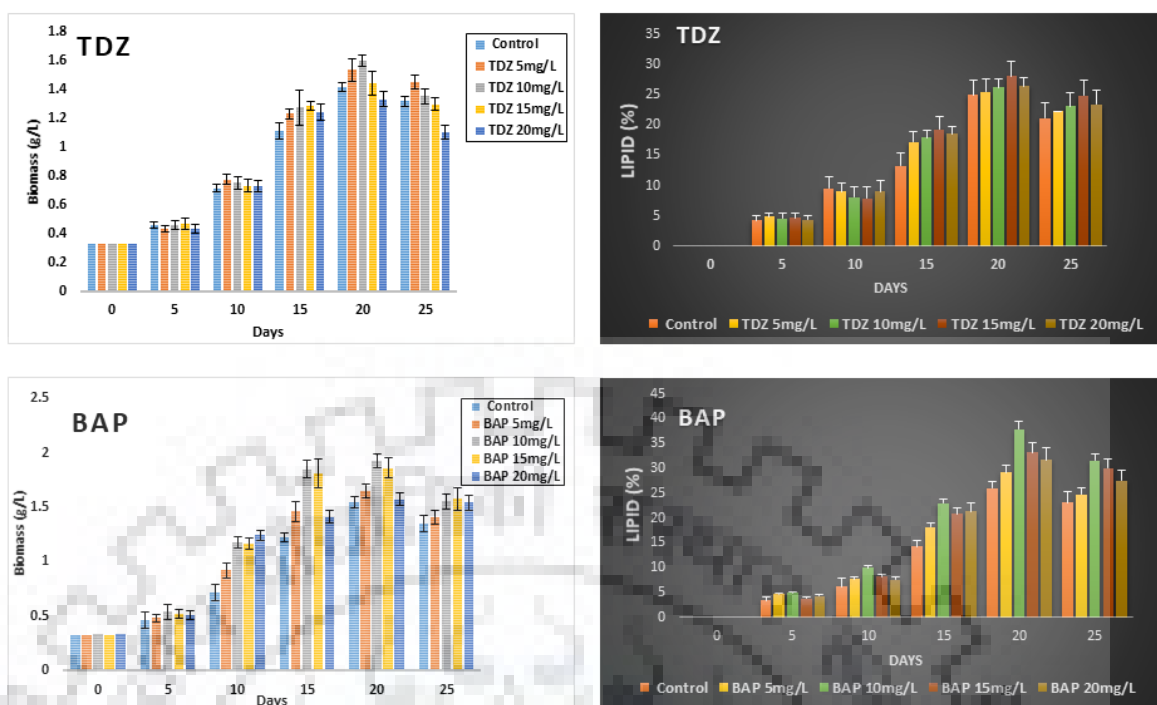 TDZ
Biomass (g/L)
1.8
1.6
1.4
1.2
1
0.8
0.6
0.4
0.2
0
0 5 10 15 20 25
Days
Control
TDZ 5mg/L
TDZ 10mg/L
TDZ 15mg/L
TDZ 20mg/L
TDZ
LIPID (%)
35
30
25
20
15
10
5
0
0 5 10 15 20 25
DAYS
Control TDZ 5mg/L TDZ 10mg/L TDZ 15mg/L TDZ 20mg/L
BAP
Biomass (g/L)
2.5
2
1.5
1
0.5
0
0 5 10 15 20 25
Days
Control
BAP 5mg/L
BAP 10mg/L
BAP 15mg/L
BAP 20mg/L
BAP
LIPID (%)
45
40
35
30
25
20
15
10
5
0
0 5 10 15 20 25
DAYS
Control BAP 5mg/L BAP 10mg/L BAP 15mg/L BAP 20mg/L